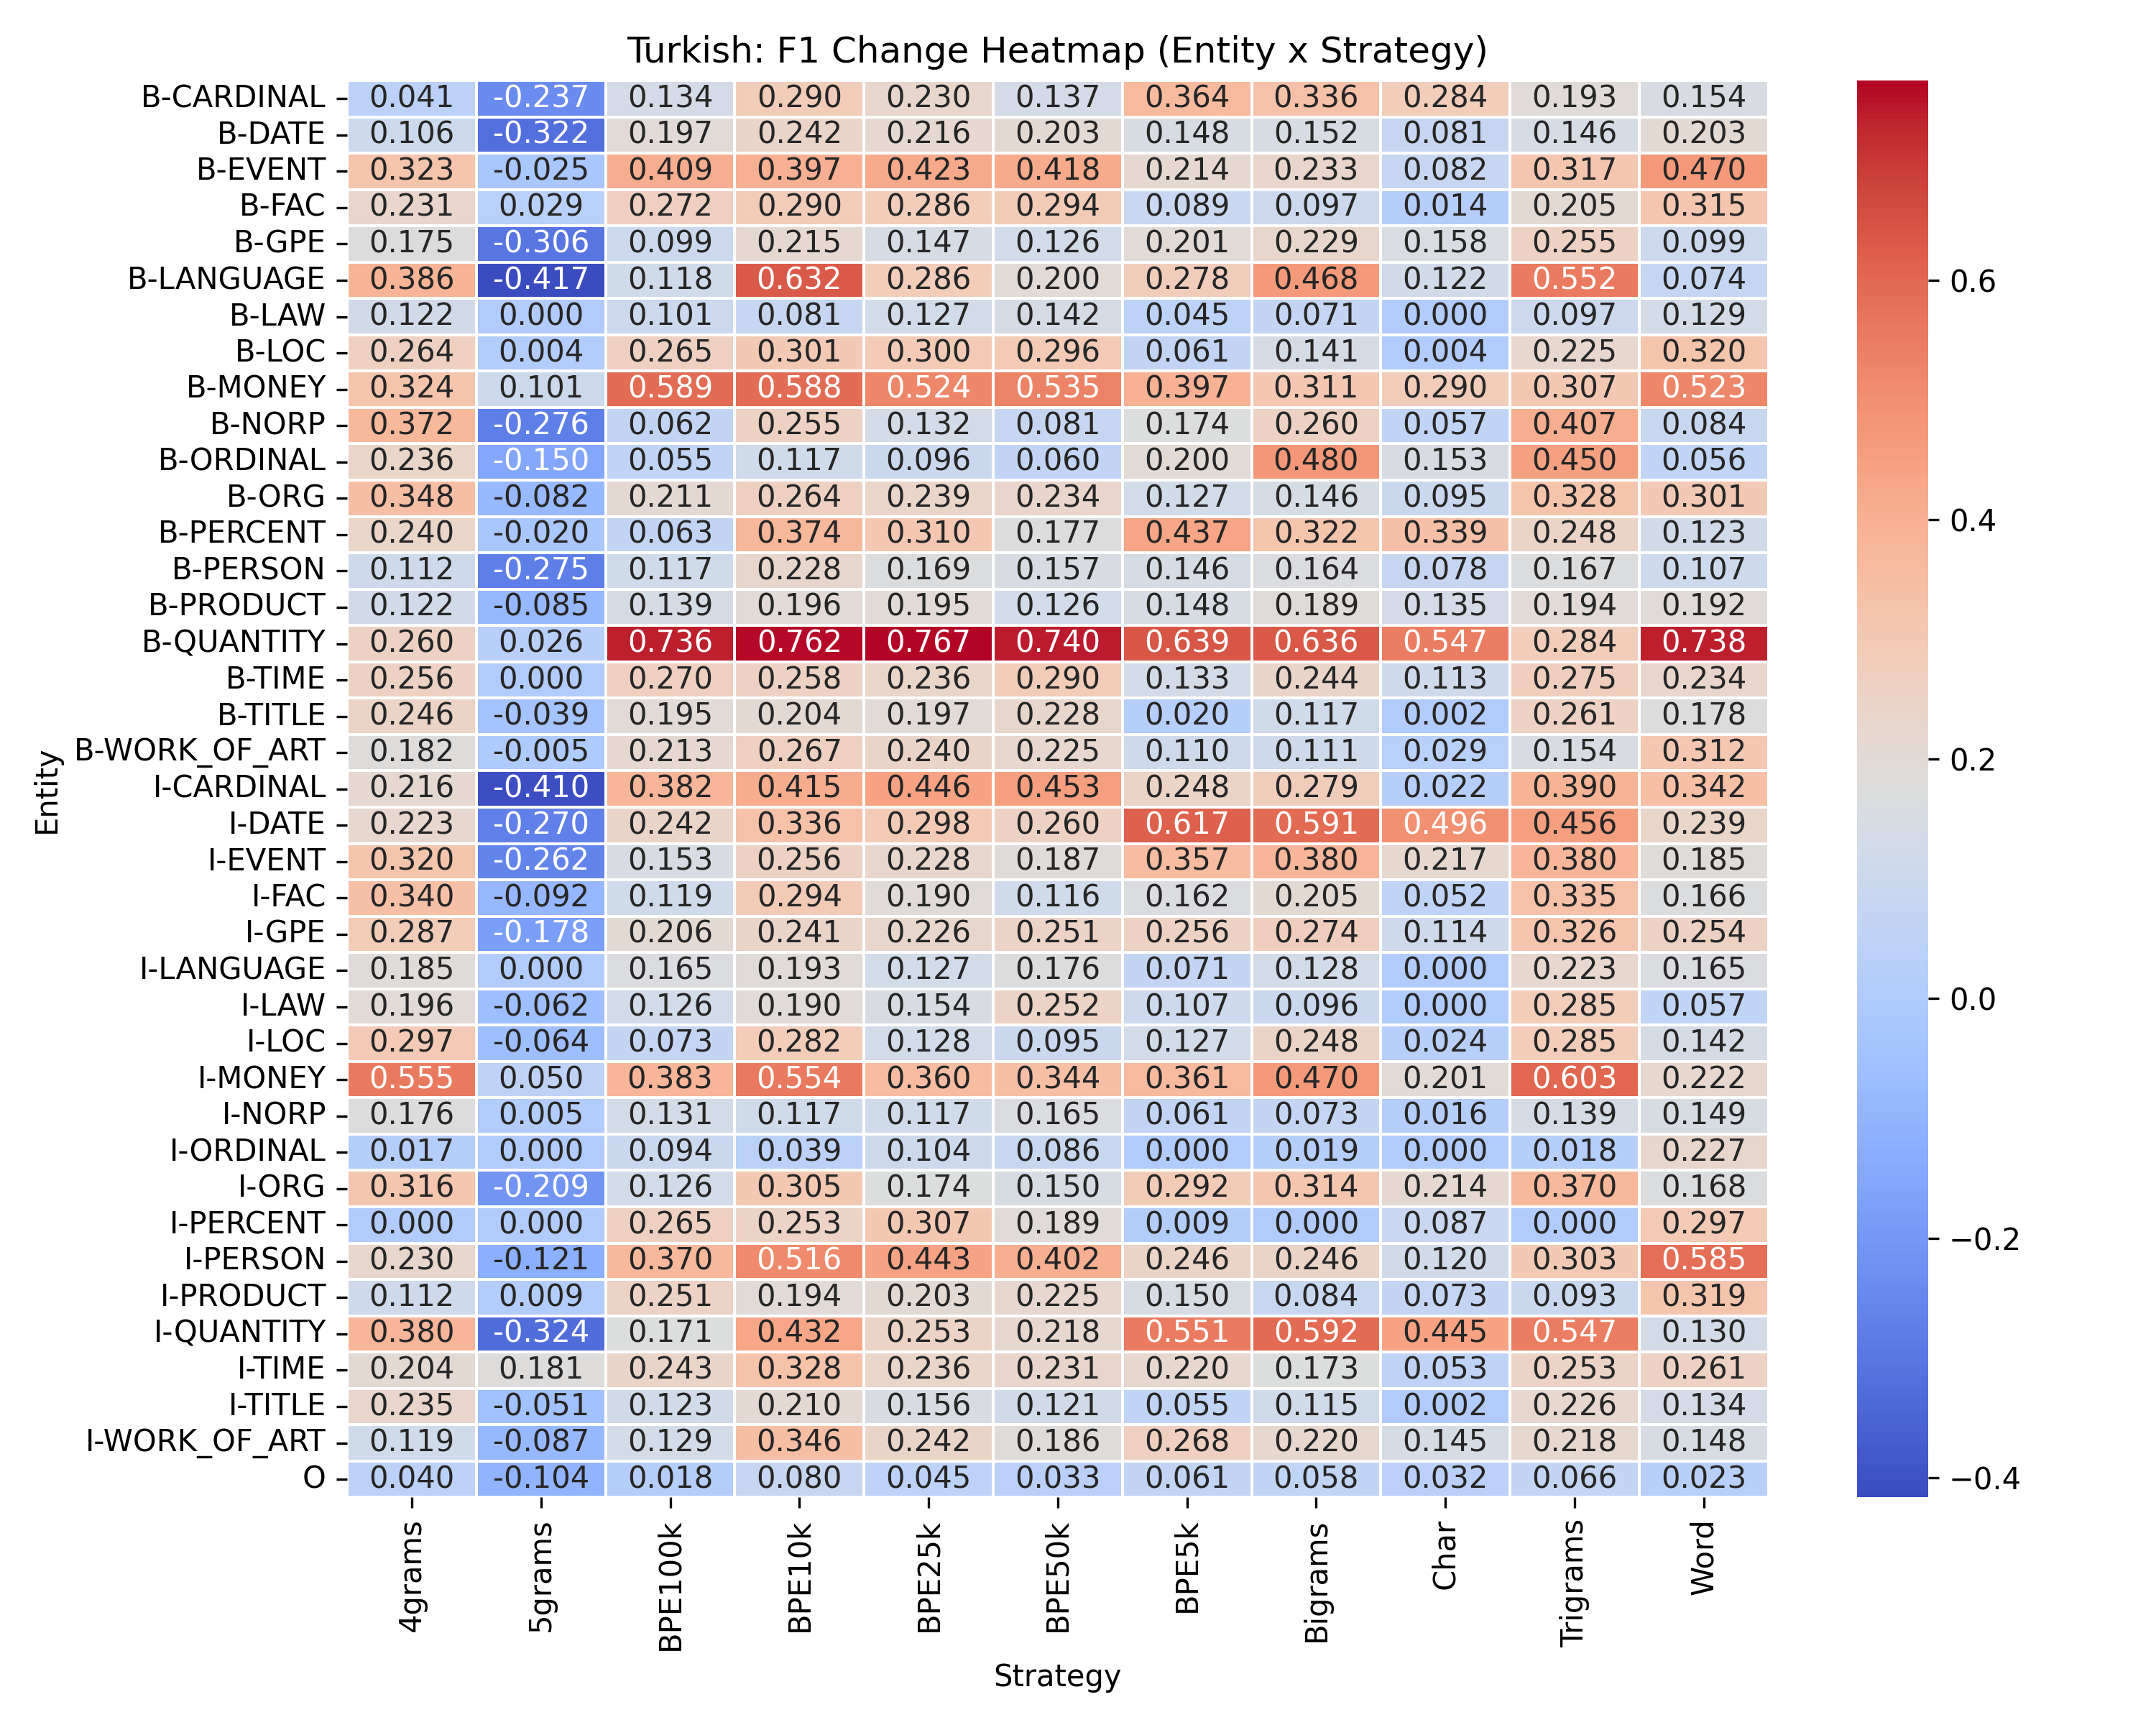 Turkish: F1 Change Heatmap (Entity x Strategy)
B-CARDINAL 0.041 -0.237 0.134 0.290 0.230 0.137 0.364 0.336 0.284 0.193 0.154
B-DATE 0.106 -0.322 0.197 0.242 0.216 0.203 0.148 0.152 0.081 0.146 0.203
B-EVENT 0.323 -0.025 0.409 0.397 0.423 0.418 0.214 0.233 0.082 0.317 0.470
B-FAC 0.231 0.029 0.272 0.290 0.286 0.294 0.089 0.097 0.014 0.205 0.315
B-GPE 0.175 -0.306 0.099 0.215 0.147 0.126 0.201 0.229 0.158 0.255 0.099
B-LANGUAGE 0.386 -0.417 0.118 0.632 0.286 0.200 0.278 0.468 0.122 0.552 0.074
B-LAW 0.122 0.000 0.101 0.081 0.127 0.142 0.045 0.071 0.000 0.097 0.129
B-LOC 0.264 0.004 0.265 0.301 0.300 0.296 0.061 0.141 0.004 0.225 0.320
B-MONEY 0.324 0.101 0.589 0.588 0.524 0.535 0.397 0.311 0.290 0.307 0.523
B-NORP 0.372 -0.276 0.062 0.255 0.132 0.081 0.174 0.260 0.057 0.407 0.084
B-ORDINAL 0.236 -0.150 0.055 0.117 0.096 0.060 0.200 0.480 0.153 0.450 0.056
B-ORG 0.348 -0.082 0.211 0.264 0.239 0.234 0.127 0.146 0.095 0.328 0.301
B-PERCENT 0.240 -0.020 0.063 0.374 0.310 0.177 0.437 0.322 0.339 0.248 0.123
B-PERSON 0.112 -0.275 0.117 0.228 0.169 0.157 0.146 0.164 0.078 0.167 0.107
B-PRODUCT 0.122 -0.085 0.139 0.196 0.195 0.126 0.148 0.189 0.135 0.194 0.192
B-QUANTITY 0.260 0.026 0.736 0.762 0.767 0.740 0.639 0.636 0.547 0.284 0.738
B-TIME 0.256 0.000 0.270 0.258 0.236 0.290 0.133 0.244 0.113 0.275 0.234
B-TITLE 0.246 -0.039 0.195 0.204 0.197 0.228 0.020 0.117 0.002 0.261 0.178
B-WORK_OF_ART 0.182 -0.005 0.213 0.267 0.240 0.225 0.110 0.111 0.029 0.154 0.312
I-CARDINAL 0.216 -0.410 0.382 0.415 0.446 0.453 0.248 0.279 0.022 0.390 0.342
I-DATE 0.223 -0.270 0.242 0.336 0.298 0.260 0.617 0.591 0.496 0.456 0.239
I-EVENT 0.320 -0.262 0.153 0.256 0.228 0.187 0.357 0.380 0.217 0.380 0.185
I-FAC 0.340 -0.092 0.119 0.294 0.190 0.116 0.162 0.205 0.052 0.335 0.166
I-GPE 0.287 -0.178 0.206 0.241 0.226 0.251 0.256 0.274 0.114 0.326 0.254
I-LANGUAGE 0.185 0.000 0.165 0.193 0.127 0.176 0.071 0.128 0.000 0.223 0.165
I-LAW 0.196 -0.062 0.126 0.190 0.154 0.252 0.107 0.096 0.000 0.285 0.057
I-LOC 0.297 -0.064 0.073 0.282 0.128 0.095 0.127 0.248 0.024 0.285 0.142
I-MONEY 0.555 0.050 0.383 0.554 0.360 0.344 0.361 0.470 0.201 0.603 0.222
I-NORP 0.176 0.005 0.131 0.117 0.117 0.165 0.061 0.073 0.016 0.139 0.149
I-ORDINAL 0.017 0.000 0.094 0.039 0.104 0.086 0.000 0.019 0.000 0.018 0.227
I-ORG 0.316 -0.209 0.126 0.305 0.174 0.150 0.292 0.314 0.214 0.370 0.168
I-PERCENT 0.000 0.000 0.265 0.253 0.307 0.189 0.009 0.000 0.087 0.000 0.297
I-PERSON 0.230 -0.121 0.370 0.516 0.443 0.402 0.246 0.246 0.120 0.303 0.585
I-PRODUCT 0.112 0.009 0.251 0.194 0.203 0.225 0.150 0.084 0.073 0.093 0.319
I-QUANTITY 0.380 -0.324 0.171 0.432 0.253 0.218 0.551 0.592 0.445 0.547 0.130
I-TIME 0.204 0.181 0.243 0.328 0.236 0.231 0.220 0.173 0.053 0.253 0.261
I-TITLE 0.235 -0.051 0.123 0.210 0.156 0.121 0.055 0.115 0.002 0.226 0.134
I-WORK_OF_ART 0.119 -0.087 0.129 0.346 0.242 0.186 0.268 0.220 0.145 0.218 0.148
O 0.040 -0.104 0.018 0.080 0.045 0.033 0.061 0.058 0.032 0.066 0.023
4grams 5grams BPE100k BPE10k BPE25k BPE50k BPE5k Bigrams Char Trigrams Word
Strategy
Entity
0.6
0.4
0.2
0.0
−0.2
−0.4